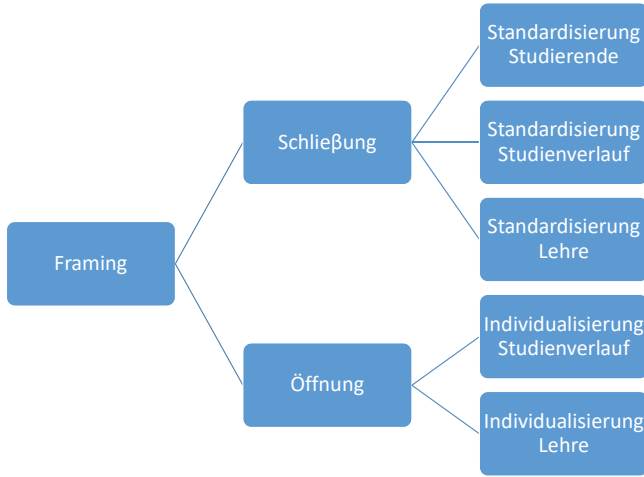 Framing
Schließung
Standardisierung
Studierende
Standardisierung
Studienverlauf
Standardisierung
Lehre
Öffnung
Individualisierung
Studienverlauf
Individualisierung
Lehre